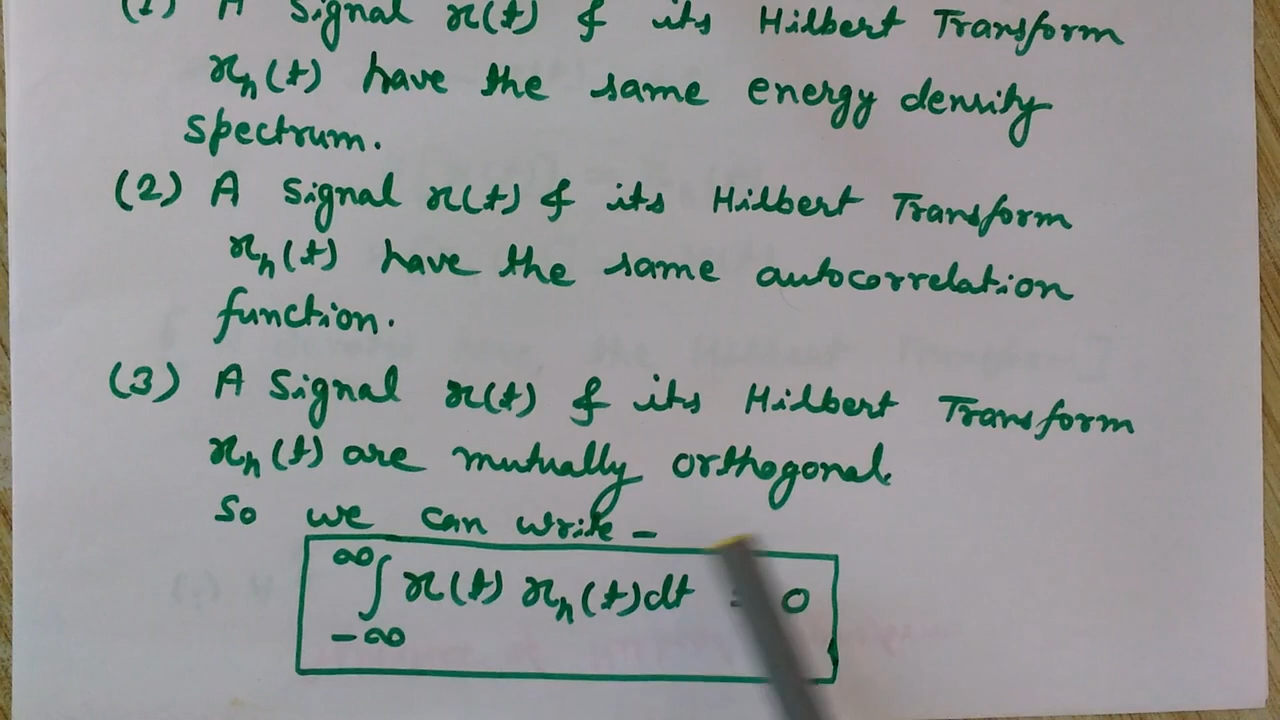 (1) A Signal x(t) & its Hilbert Transform
xₕ(t) have the same energy density
spectrum.
(2) A Signal x(t) & its Hilbert Transform
xₕ(t) have the same autocorrelation
function.
(3) A Signal x(t) & its Hilbert Transform
xₕ(t) are mutually orthogonal.
So we can write -
∞∫-∞ x(t) xₕ(t)dt = 0